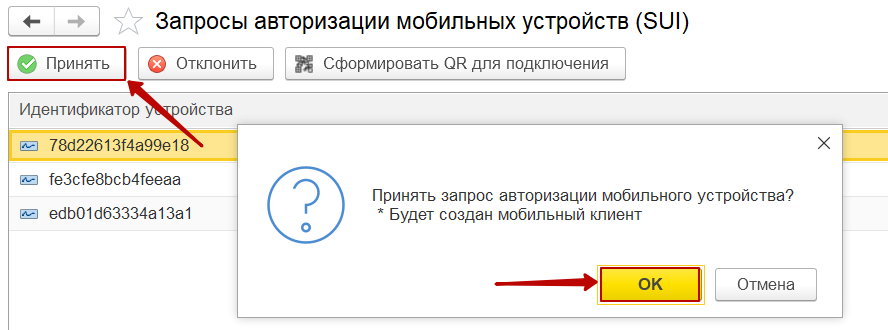 Запросы авторизации мобильных устройств (SUI)
Принять
Отклонить
Сформировать QR для подключения
Идентификатор устройства
78d22613f4a99e18
fe3cfe8bcb4feeaa
edb01d63334a13a1
Принять запрос авторизации мобильного устройства?
* Будет создан мобильный клиент
OK
Отмена